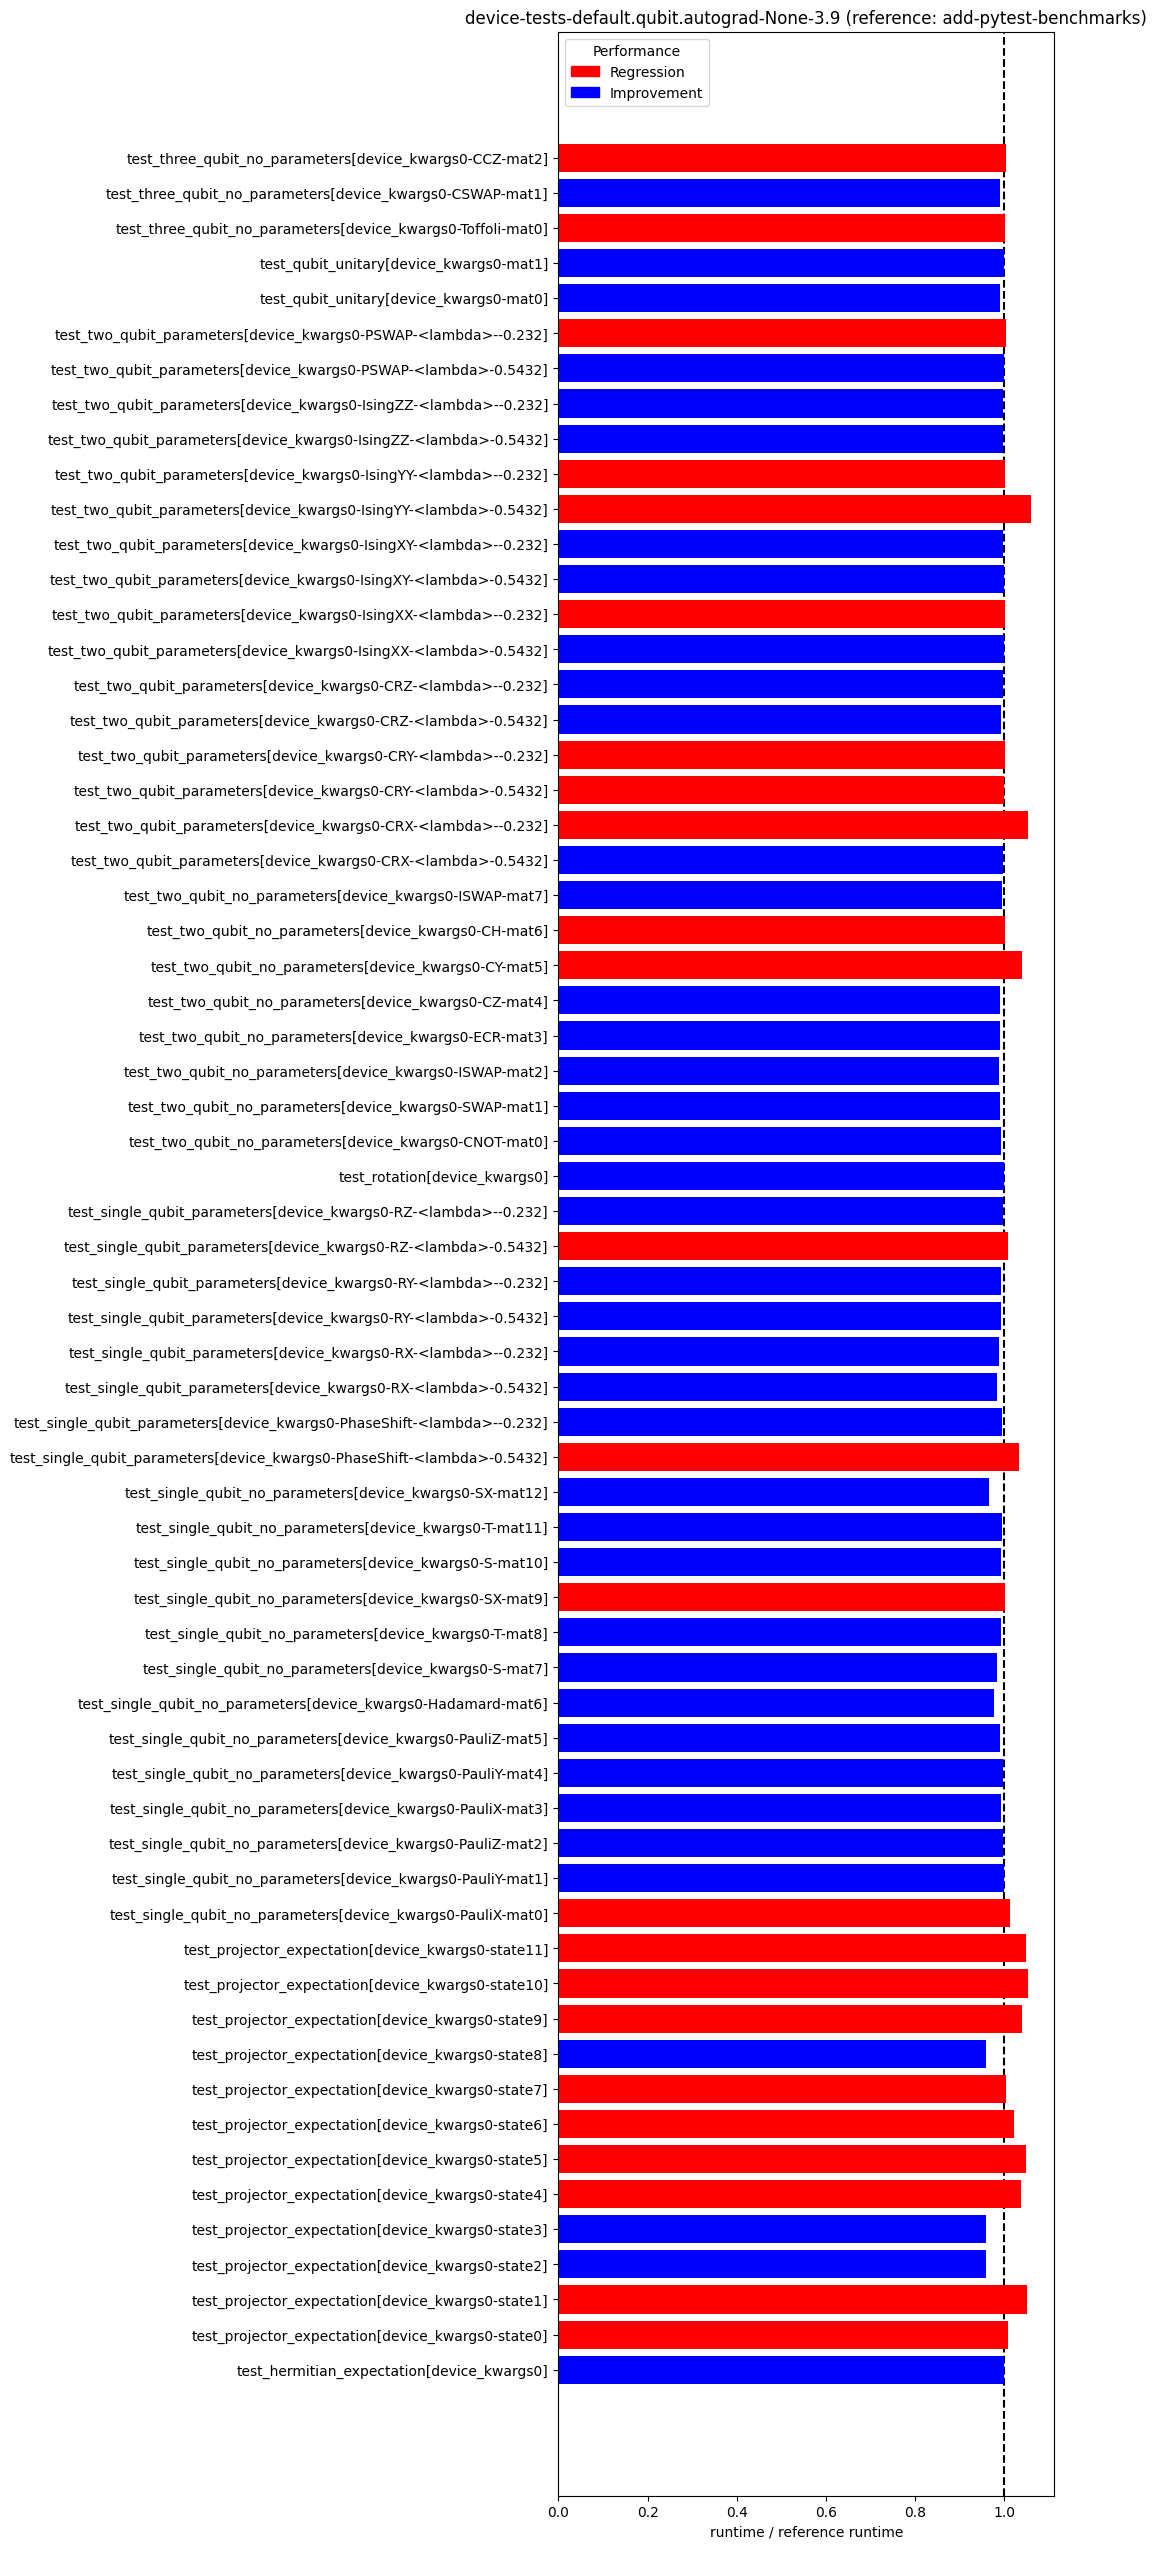 device-tests-default.qubit.autograd-None-3.9 (reference: add-pytest-benchmarks)
Performance
Regression
Improvement
test_three_qubit_no_parameters[device_kwargs0-CCZ-mat2]
test_three_qubit_no_parameters[device_kwargs0-CSWAP-mat1]
test_three_qubit_no_parameters[device_kwargs0-Toffoli-mat0]
test_qubit_unitary[device_kwargs0-mat1]
test_qubit_unitary[device_kwargs0-mat0]
test_two_qubit_parameters[device_kwargs0-PSWAP-<lambda>--0.232]
test_two_qubit_parameters[device_kwargs0-PSWAP-<lambda>-0.5432]
test_two_qubit_parameters[device_kwargs0-IsingZZ-<lambda>--0.232]
test_two_qubit_parameters[device_kwargs0-IsingZZ-<lambda>-0.5432]
test_two_qubit_parameters[device_kwargs0-IsingYY-<lambda>--0.232]
test_two_qubit_parameters[device_kwargs0-IsingYY-<lambda>-0.5432]
test_two_qubit_parameters[device_kwargs0-IsingXY-<lambda>--0.232]
test_two_qubit_parameters[device_kwargs0-IsingXY-<lambda>-0.5432]
test_two_qubit_parameters[device_kwargs0-IsingXX-<lambda>--0.232]
test_two_qubit_parameters[device_kwargs0-IsingXX-<lambda>-0.5432]
test_two_qubit_parameters[device_kwargs0-CRZ-<lambda>--0.232]
test_two_qubit_parameters[device_kwargs0-CRZ-<lambda>-0.5432]
test_two_qubit_parameters[device_kwargs0-CRY-<lambda>--0.232]
test_two_qubit_parameters[device_kwargs0-CRY-<lambda>-0.5432]
test_two_qubit_parameters[device_kwargs0-CRX-<lambda>--0.232]
test_two_qubit_parameters[device_kwargs0-CRX-<lambda>-0.5432]
test_two_qubit_no_parameters[device_kwargs0-ISWAP-mat7]
test_two_qubit_no_parameters[device_kwargs0-CH-mat6]
test_two_qubit_no_parameters[device_kwargs0-CY-mat5]
test_two_qubit_no_parameters[device_kwargs0-CZ-mat4]
test_two_qubit_no_parameters[device_kwargs0-ECR-mat3]
test_two_qubit_no_parameters[device_kwargs0-ISWAP-mat2]
test_two_qubit_no_parameters[device_kwargs0-SWAP-mat1]
test_two_qubit_no_parameters[device_kwargs0-CNOT-mat0]
test_rotation[device_kwargs0]
test_single_qubit_parameters[device_kwargs0-RZ-<lambda>--0.232]
test_single_qubit_parameters[device_kwargs0-RZ-<lambda>-0.5432]
test_single_qubit_parameters[device_kwargs0-RY-<lambda>--0.232]
test_single_qubit_parameters[device_kwargs0-RY-<lambda>-0.5432]
test_single_qubit_parameters[device_kwargs0-RX-<lambda>--0.232]
test_single_qubit_parameters[device_kwargs0-RX-<lambda>-0.5432]
test_single_qubit_parameters[device_kwargs0-PhaseShift-<lambda>--0.232]
test_single_qubit_parameters[device_kwargs0-PhaseShift-<lambda>-0.5432]
test_single_qubit_no_parameters[device_kwargs0-SX-mat12]
test_single_qubit_no_parameters[device_kwargs0-T-mat11]
test_single_qubit_no_parameters[device_kwargs0-S-mat10]
test_single_qubit_no_parameters[device_kwargs0-SX-mat9]
test_single_qubit_no_parameters[device_kwargs0-T-mat8]
test_single_qubit_no_parameters[device_kwargs0-S-mat7]
test_single_qubit_no_parameters[device_kwargs0-Hadamard-mat6]
test_single_qubit_no_parameters[device_kwargs0-PauliZ-mat5]
test_single_qubit_no_parameters[device_kwargs0-PauliY-mat4]
test_single_qubit_no_parameters[device_kwargs0-PauliX-mat3]
test_single_qubit_no_parameters[device_kwargs0-PauliZ-mat2]
test_single_qubit_no_parameters[device_kwargs0-PauliY-mat1]
test_single_qubit_no_parameters[device_kwargs0-PauliX-mat0]
test_projector_expectation[device_kwargs0-state11]
test_projector_expectation[device_kwargs0-state10]
test_projector_expectation[device_kwargs0-state9]
test_projector_expectation[device_kwargs0-state8]
test_projector_expectation[device_kwargs0-state7]
test_projector_expectation[device_kwargs0-state6]
test_projector_expectation[device_kwargs0-state5]
test_projector_expectation[device_kwargs0-state4]
test_projector_expectation[device_kwargs0-state3]
test_projector_expectation[device_kwargs0-state2]
test_projector_expectation[device_kwargs0-state1]
test_projector_expectation[device_kwargs0-state0]
test_hermitian_expectation[device_kwargs0]
0.0 0.2 0.4 0.6 0.8 1.0
runtime / reference runtime